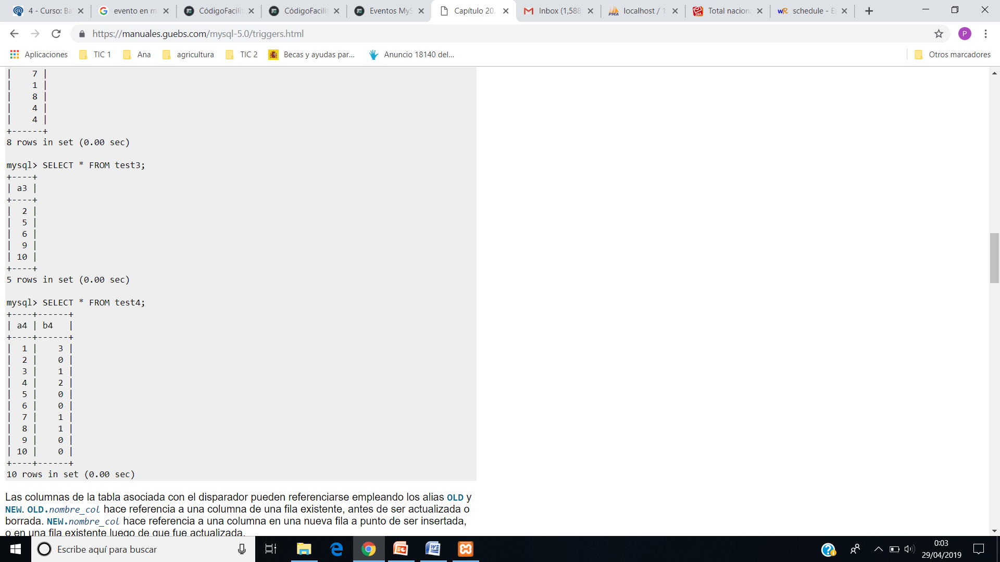 4 - Curso: Ba
evento en m
CódigoFacilit
CódigoFacilit
Eventos MyS
Capítulo 20.
Inbox (1,588
localhost / 1
Total nacion
schedule - E
https://manuales.guebs.com/mysql-5.0/triggers.html
P
Aplicaciones
TIC 1
Ana
agricultura
TIC 2
Becas y ayudas par...
Anuncio 18140 del...
Otros marcadores
|    7 |
|    1 |
|    8 |
|    4 |
|    4 |
+------+
8 rows in set (0.00 sec)
mysql> SELECT * FROM test3;
+----+
| a3 |
+----+
|  2 |
|  5 |
|  6 |
|  9 |
| 10 |
+----+
5 rows in set (0.00 sec)
mysql> SELECT * FROM test4;
+----+------+
| a4 | b4   |
+----+------+
|  1 |    3 |
|  2 |    0 |
|  3 |    1 |
|  4 |    2 |
|  5 |    0 |
|  6 |    0 |
|  7 |    1 |
|  8 |    1 |
|  9 |    0 |
| 10 |    0 |
+----+------+
10 rows in set (0.00 sec)
Las columnas de la tabla asociada con el disparador pueden referenciarse empleando los alias OLD y
NEW. OLD.nombre_col hace referencia a una columna de una fila existente, antes de ser actualizada o
borrada. NEW.nombre_col hace referencia a una columna en una nueva fila a punto de ser insertada,
o en una fila existente luego de que fue actualizada.
Escribe aquí para buscar
0:03
29/04/2019